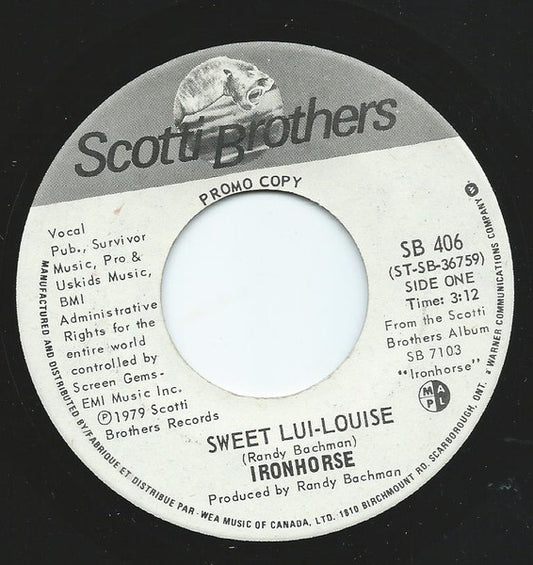 Scotti Brothers
PROMO COPY
Vocal
Pub., Survivor
Music, Pro &
Uskids Music,
BMI
Administrative
Rights for the
entire world
controlled by
Screen Gems-
EMI Music Inc.
Ⓟ1979 Scotti
Brothers Records
SB 406
(ST-SB-36759)
SIDE ONE
Time: 3:12
From the Scotti
Brothers Album
SB 7103
"Ironhorse"
M A
P L
SWEET LUI-LOUISE
(Randy Bachman)
IRONHORSE
Produced by Randy Bachman
MANUFACTURED AND DISTRIBUTED BY/FABRIQUE ET DISTRIBUE PAR - WEA MUSIC OF CANADA, LTD. 1810 BIRCHMOUNT RD. SCARBOROUGH, ONT. A WARNER COMMUNICATIONS COMPANY